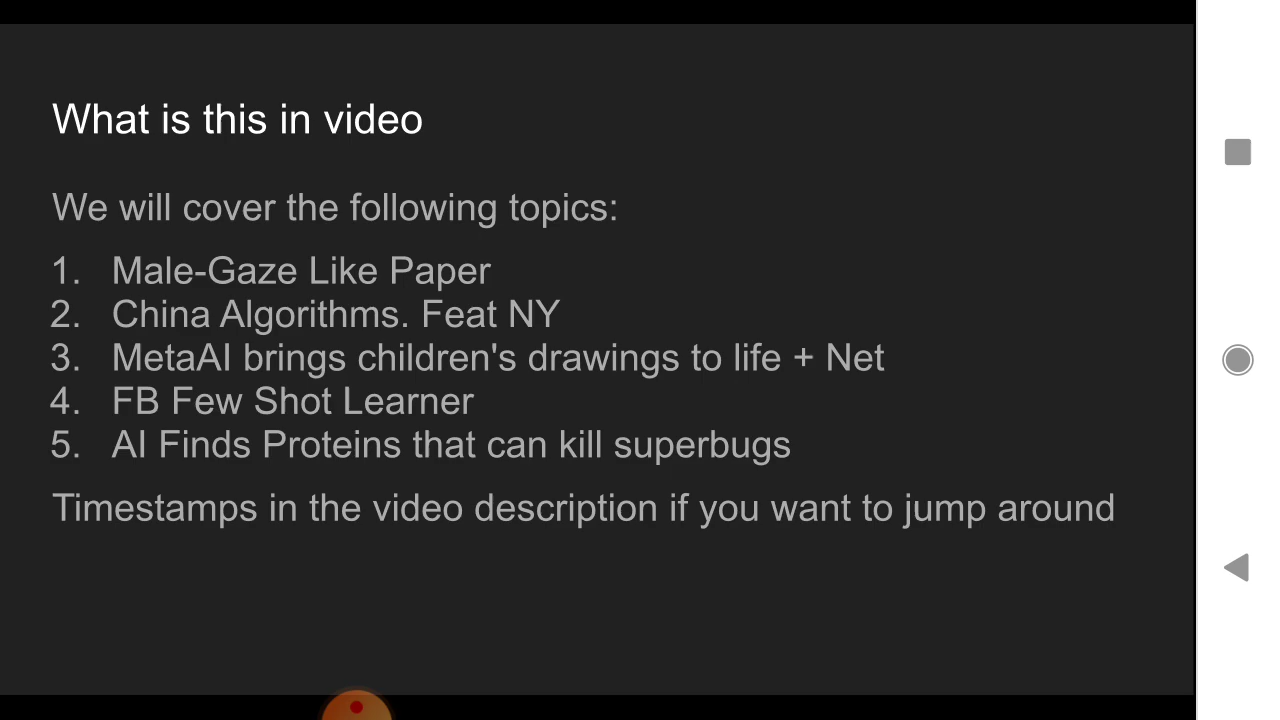 What is this in video
We will cover the following topics:
1. Male-Gaze Like Paper
2. China Algorithms. Feat NY
3. MetaAI brings children's drawings to life + Net
4. FB Few Shot Learner
5. AI Finds Proteins that can kill superbugs
Timestamps in the video description if you want to jump around